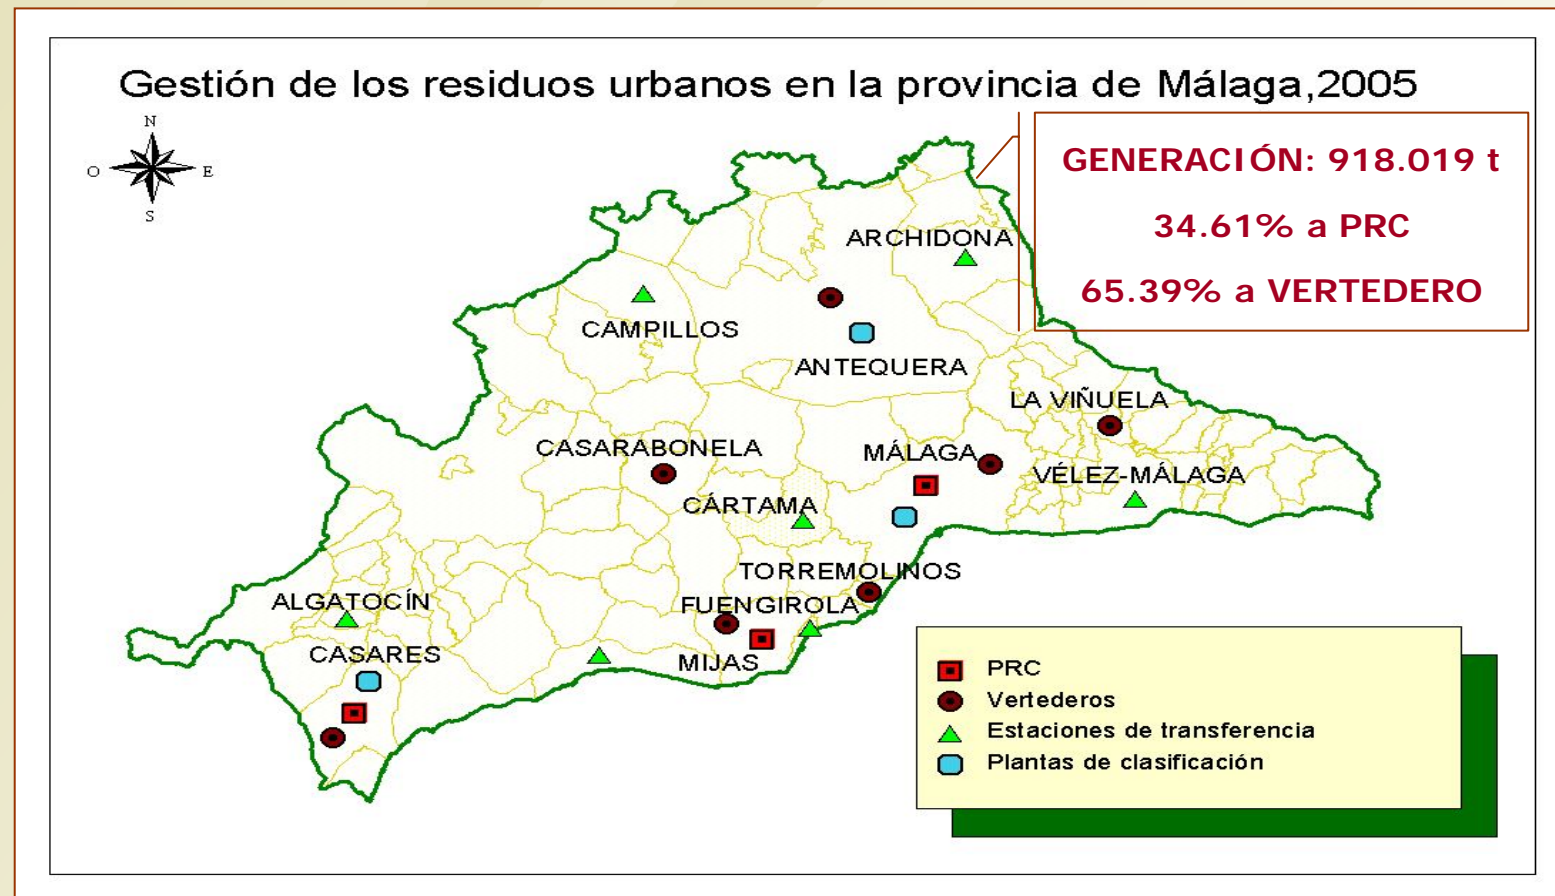 Gestión de los residuos urbanos en la provincia de Málaga,2005
N
O
E
S
GENERACIÓN: 918.019 t
34.61% a PRC
65.39% a VERTEDERO
ARCHIDONA
CAMPILLOS
ANTEQUERA
LA VIÑUELA
CASARABONELA
MÁLAGA
VÉLEZ-MÁLAGA
CÁRTAMA
TORREMOLINOS
ALGATOCÍN
FUENGIROLA
CASARES
MIJAS
PRC
Vertederos
Estaciones de transferencia
Plantas de clasificación